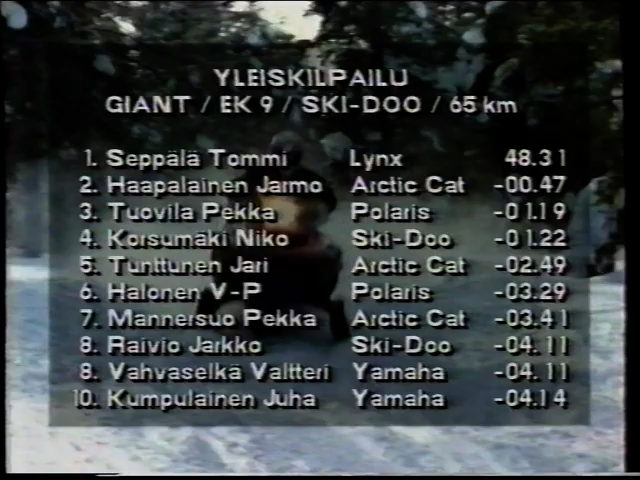 YLEISKILPAILU
GIANT / EK 9 / SKI-DOO / 65 km
1. Seppälä Tommi Lynx 48.31
2. Haapalainen Jarmo Arctic Cat -00.47
3. Tuovila Pekka Polaris -01.19
4. Korsumäki Niko Ski-Doo -01.22
5. Tunttunen Jari Arctic Cat -02.49
6. Halonen V-P Polaris -03.29
7. Mannersuo Pekka Arctic Cat -03.41
8. Raivio Jarkko Ski-Doo -04.11
8. Vahvaselkä Valtteri Yamaha -04.11
10. Kumpulainen Juha Yamaha -04.14